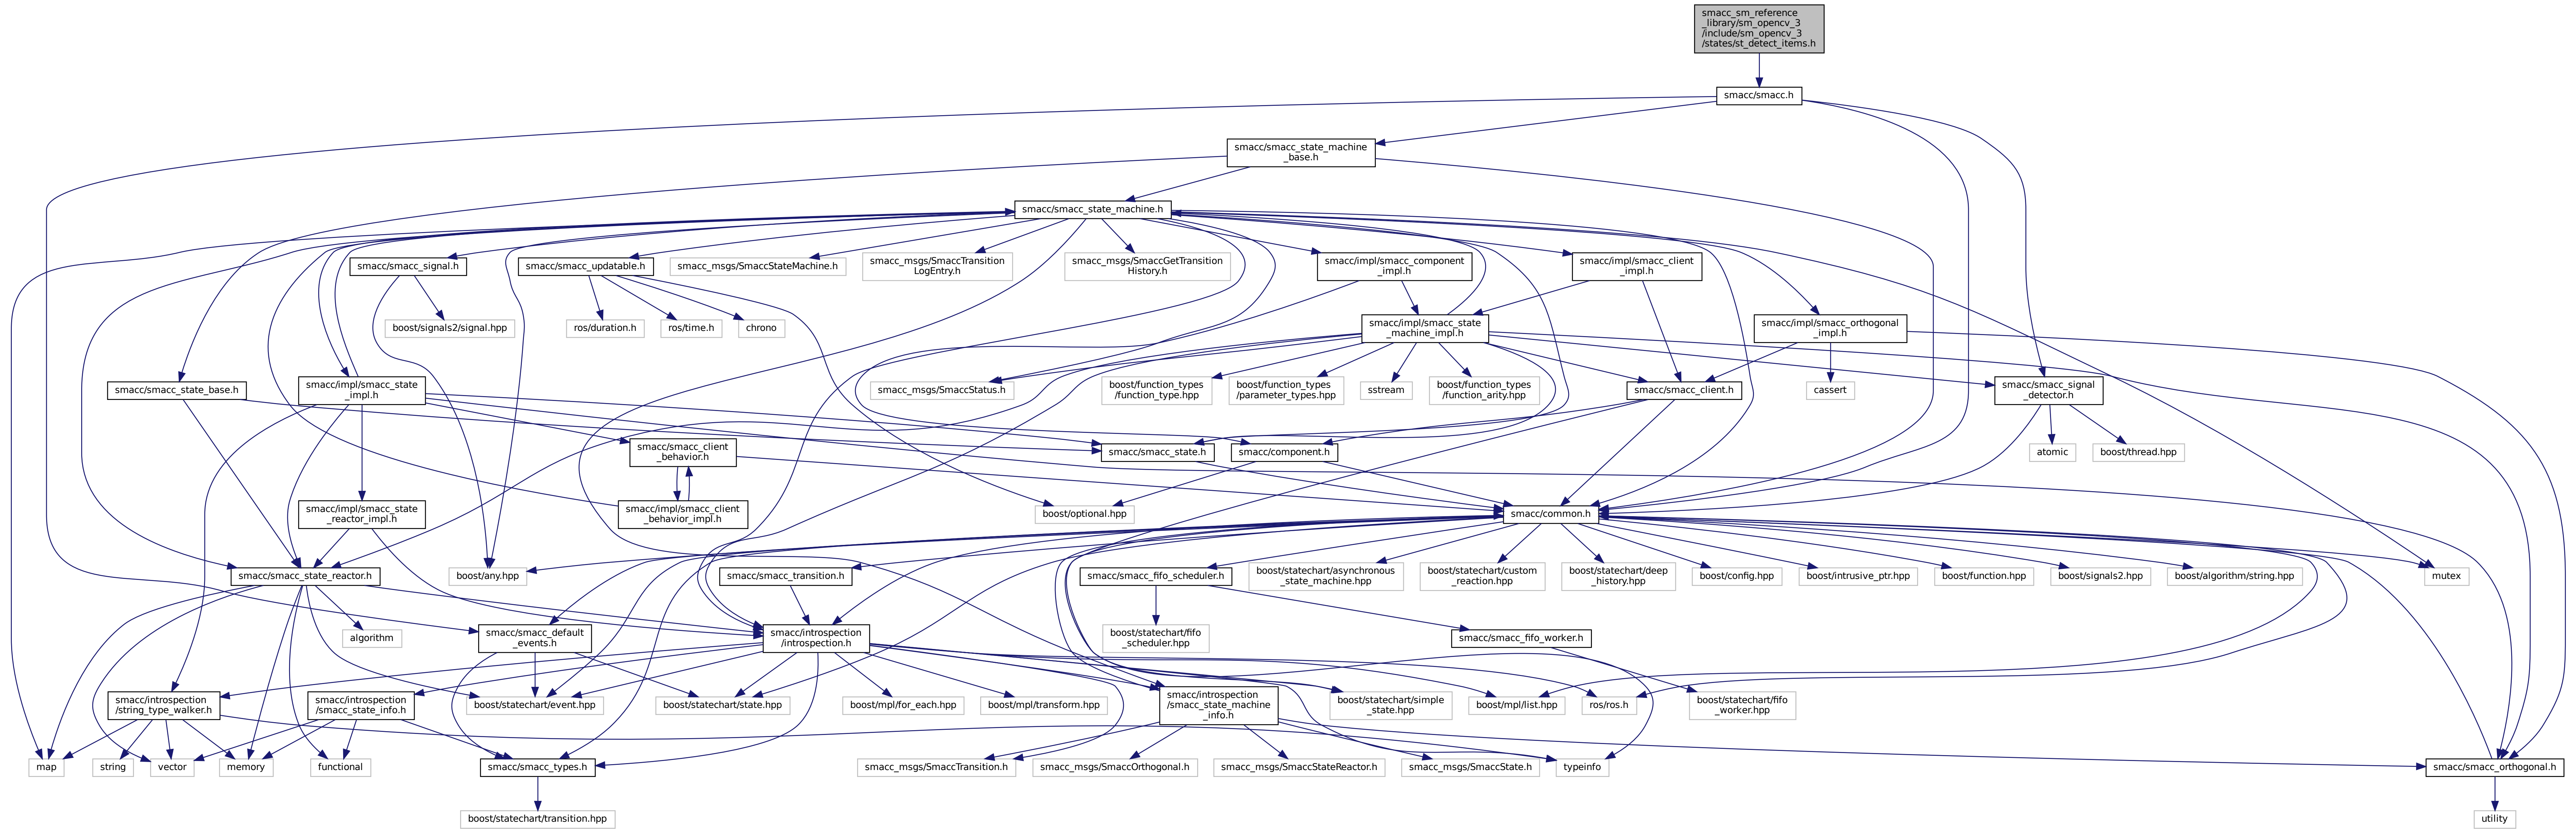 smacc_sm_reference
_library/sm_opencv_3
/include/sm_opencv_3
/states/st_detect_items.h
smacc/smacc.h
smacc/smacc_state_machine
_base.h
smacc/smacc_state_machine.h
smacc/smacc_signal.h
smacc/smacc_updatable.h
smacc_msgs/SmaccStateMachine.h
smacc_msgs/SmaccTransition
LogEntry.h
smacc_msgs/SmaccGetTransition
History.h
smacc/impl/smacc_component
_impl.h
smacc/impl/smacc_client
_impl.h
boost/signals2/signal.hpp
ros/duration.h
ros/time.h
chrono
smacc/impl/smacc_state
_machine_impl.h
smacc/impl/smacc_orthogonal
_impl.h
smacc/smacc_state_base.h
smacc/impl/smacc_state
_impl.h
smacc_msgs/SmaccStatus.h
boost/function_types
/function_type.hpp
boost/function_types
/parameter_types.hpp
sstream
boost/function_types
/function_arity.hpp
smacc/smacc_client.h
cassert
smacc/smacc_signal
_detector.h
smacc/smacc_client
_behavior.h
smacc/smacc_state.h
smacc/component.h
atomic
boost/thread.hpp
smacc/impl/smacc_state
_reactor_impl.h
smacc/impl/smacc_client
_behavior_impl.h
boost/optional.hpp
smacc/common.h
smacc/smacc_state_reactor.h
boost/any.hpp
smacc/smacc_transition.h
smacc/smacc_fifo_scheduler.h
boost/statechart/asynchronous
_state_machine.hpp
boost/statechart/custom
_reaction.hpp
boost/statechart/deep
_history.hpp
boost/config.hpp
boost/intrusive_ptr.hpp
boost/function.hpp
boost/signals2.hpp
boost/algorithm/string.hpp
mutex
algorithm
smacc/smacc_default
_events.h
smacc/introspection
/introspection.h
boost/statechart/fifo
_scheduler.hpp
smacc/smacc_fifo_worker.h
smacc/introspection
/string_type_walker.h
smacc/introspection
/smacc_state_info.h
boost/statechart/event.hpp
boost/statechart/state.hpp
boost/mpl/for_each.hpp
boost/mpl/transform.hpp
smacc/introspection
/smacc_state_machine
_info.h
boost/statechart/simple
_state.hpp
boost/mpl/list.hpp
ros/ros.h
boost/statechart/fifo
_worker.hpp
map
string
vector
memory
functional
smacc/smacc_types.h
smacc_msgs/SmaccTransition.h
smacc_msgs/SmaccOrthogonal.h
smacc_msgs/SmaccStateReactor.h
smacc_msgs/SmaccState.h
typeinfo
smacc/smacc_orthogonal.h
boost/statechart/transition.hpp
utility